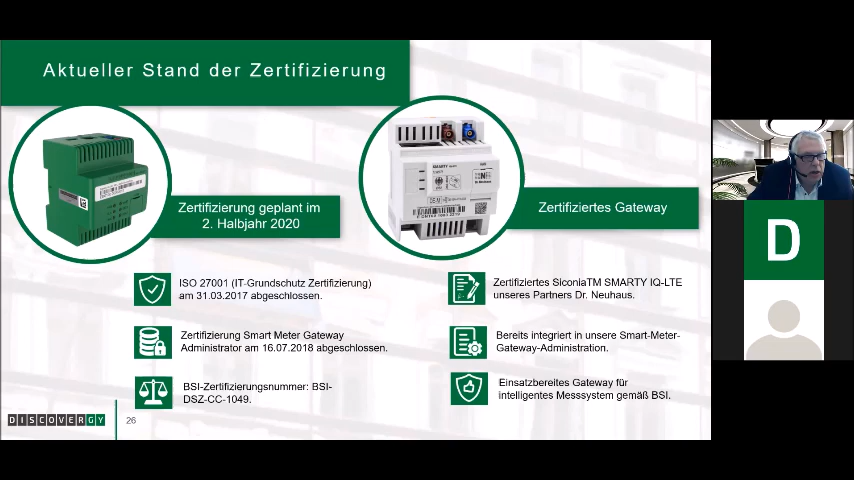 Aktueller Stand der Zertifizierung
Zertifizierung geplant im
2. Halbjahr 2020
Zertifiziertes Gateway
ISO 27001 (IT-Grundschutz Zertifizierung)
am 31.03.2017 abgeschlossen.
Zertifizierung Smart Meter Gateway
Administrator am 16.07.2018 abgeschlossen.
BSI-Zertifizierungsnummer: BSI-
DSZ-CC-1049.
Zertifiziertes SiconiaTM SMARTY IQ-LTE
unseres Partners Dr. Neuhaus.
Bereits integriert in unsere Smart-Meter-
Gateway-Administration.
Einsatzbereites Gateway für
intelligentes Messsystem gemäß BSI.
DISCOVERGY
26
D
SMARTY